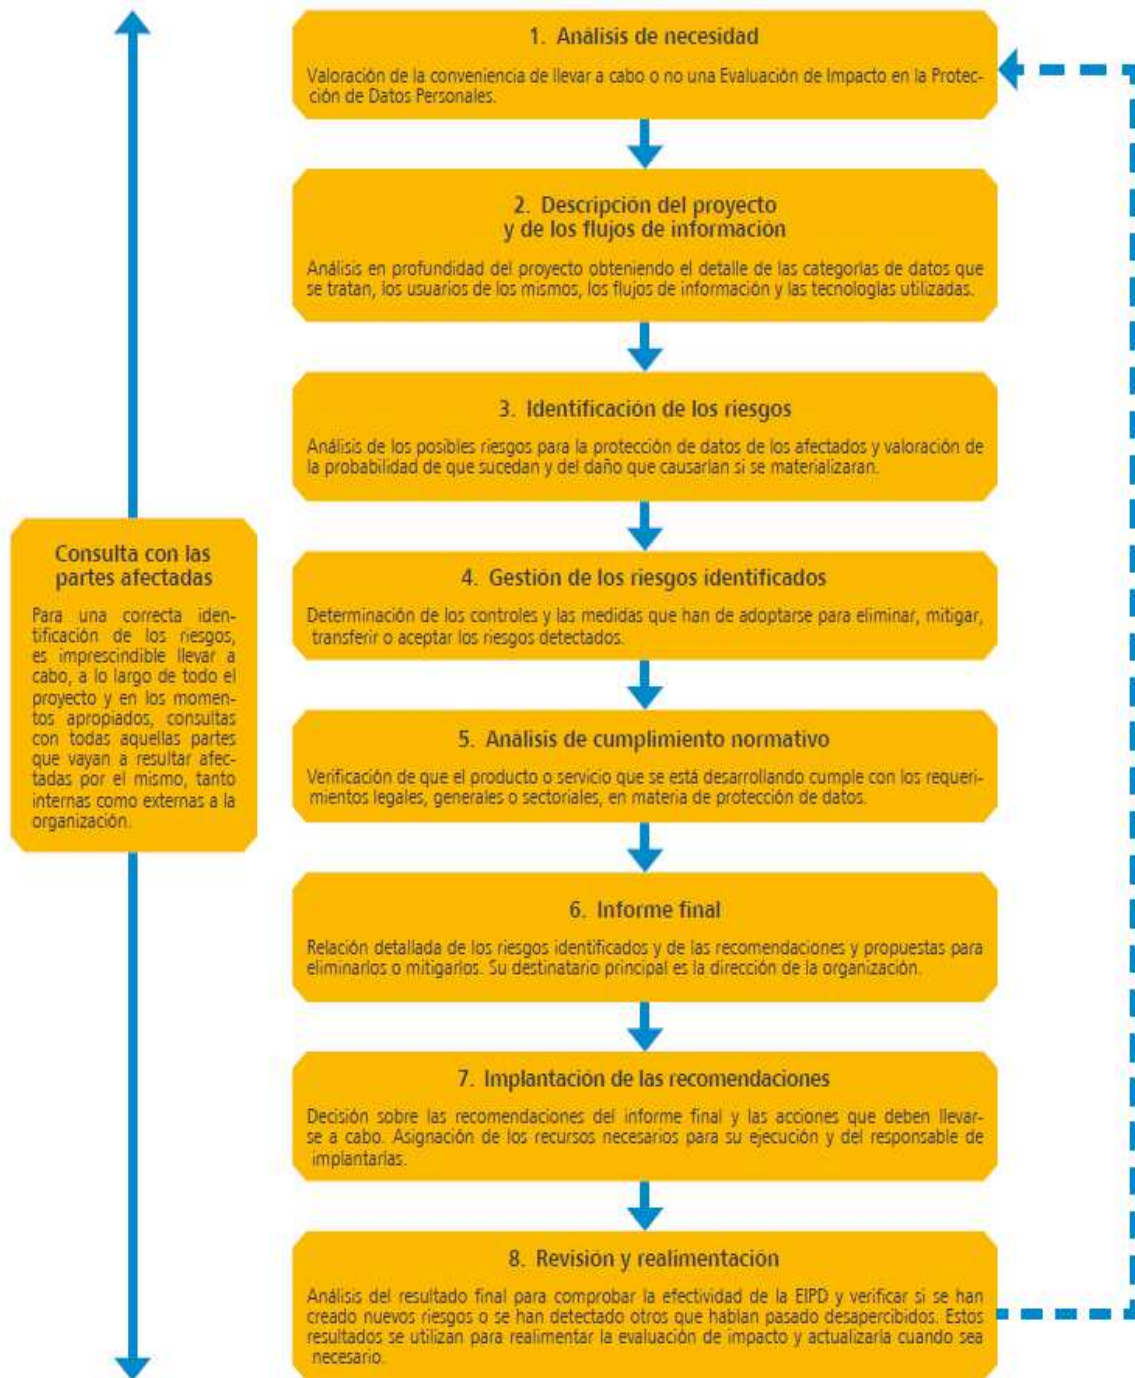 1. Análisis de necesidad
Valoración de la conveniencia de llevar a cabo o no una Evaluación de Impacto en la Protec-
ción de Datos Personales.
2. Descripción del proyecto
y de los flujos de información
Análisis en profundidad del proyecto obteniendo el detalle de las categorías de datos que
se tratan, los usuarios de los mismos, los flujos de información y las tecnologías utilizadas.
3. Identificación de los riesgos
Análisis de los posibles riesgos para la protección de datos de los afectados y valoración de
la probabilidad de que sucedan y del daño que causarían si se materializaran.
Consulta con las
partes afectadas
Para una correcta iden-
tificación de los riesgos,
es imprescindible llevar a
cabo, a lo largo de todo el
proyecto y en los momen-
tos apropiados, consultas
con todas aquellas partes
que vayan a resultar afec-
tadas por el mismo, tanto
internas como externas a la
organización.
4. Gestión de los riesgos identificados
Determinación de los controles y las medidas que han de adoptarse para eliminar, mitigar,
transferir o aceptar los riesgos detectados.
5. Análisis de cumplimiento normativo
Verificación de que el producto o servicio que se está desarrollando cumple con los requeri-
mientos legales, generales o sectoriales, en materia de protección de datos.
6. Informe final
Relación detallada de los riesgos identificados y de las recomendaciones y propuestas para
eliminarlos o mitigarlos. Su destinatario principal es la dirección de la organización.
7. Implantación de las recomendaciones
Decisión sobre las recomendaciones del informe final y las acciones que deben llevar-
se a cabo. Asignación de los recursos necesarios para su ejecución y del responsable de
implantarlas.
8. Revisión y realimentación
Análisis del resultado final para comprobar la efectividad de la EIPD y verificar si se han
creado nuevos riesgos o se han detectado otros que habían pasado desapercibidos. Estos
resultados se utilizan para realimentar la evaluación de impacto y actualizarla cuando sea
necesario.